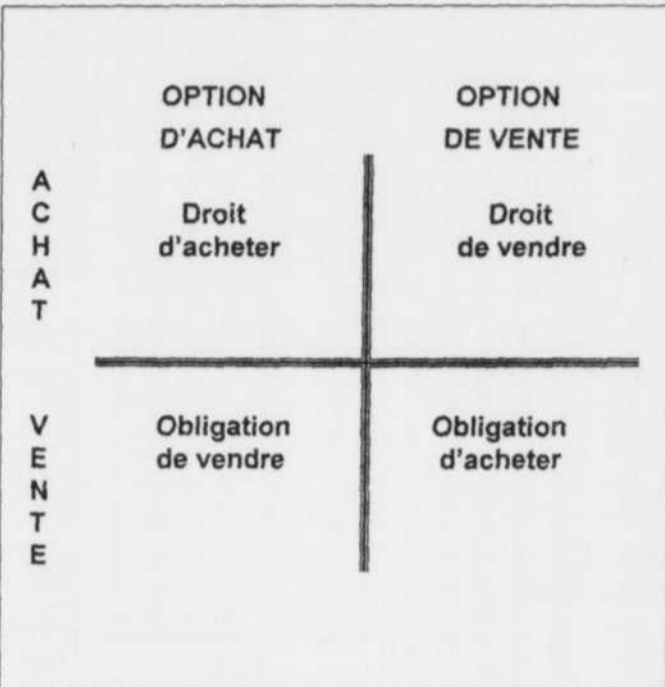 OPTION
D'ACHAT
OPTION
DE VENTE
A
C
H
A
T
Droit
d'acheter
Droit
de vendre
V
E
N
T
E
Obligation
de vendre
Obligation
d'acheter